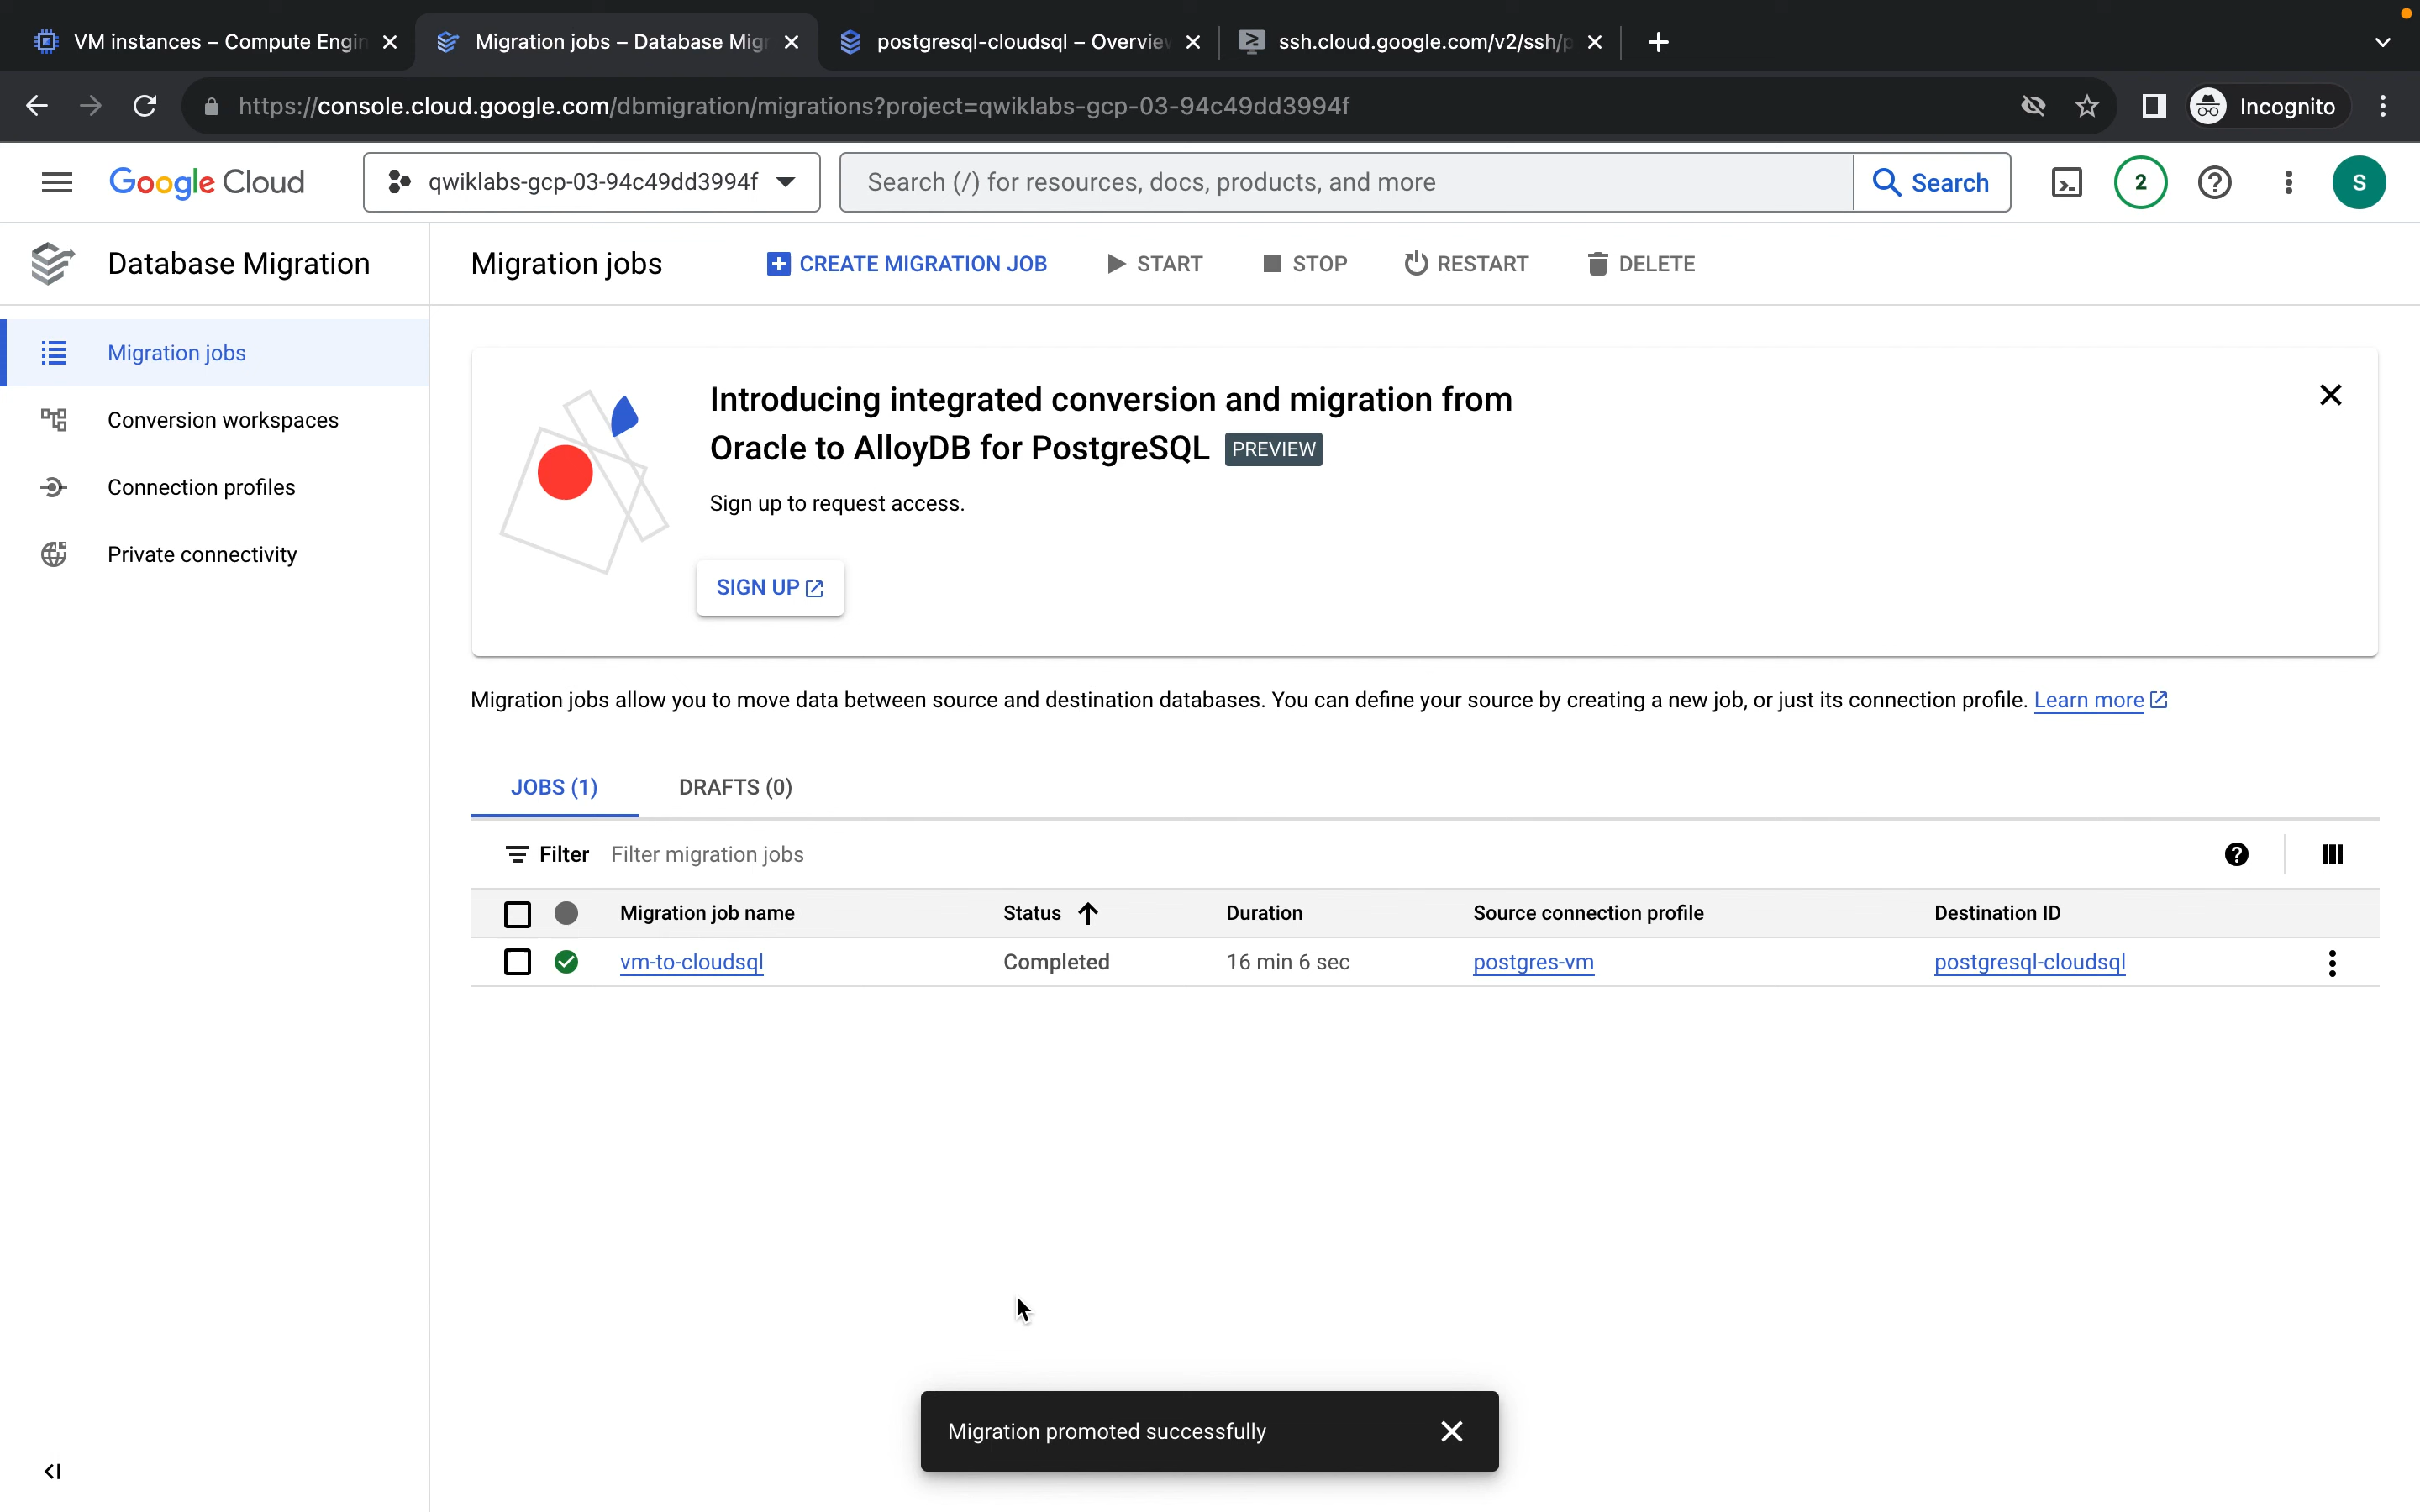 VM instances – Compute Engin
Migration jobs – Database Migr
postgresql-cloudsql – Overview
ssh.cloud.google.com/v2/ssh/p
https://console.cloud.google.com/dbmigration/migrations?project=qwiklabs-gcp-03-94c49dd3994f
Incognito
Google Cloud
qwiklabs-gcp-03-94c49dd3994f
Search (/) for resources, docs, products, and more
Search
2
S
Database Migration
Migration jobs
CREATE MIGRATION JOB
START
STOP
RESTART
DELETE
Migration jobs
Conversion workspaces
Connection profiles
Private connectivity
Introducing integrated conversion and migration from
Oracle to AlloyDB for PostgreSQL PREVIEW
Sign up to request access.
SIGN UP
Migration jobs allow you to move data between source and destination databases. You can define your source by creating a new job, or just its connection profile. Learn more
JOBS (1)
DRAFTS (0)
Filter Filter migration jobs
Migration job name Status Duration Source connection profile Destination ID
vm-to-cloudsql Completed 16 min 6 sec postgres-vm postgresql-cloudsql
Migration promoted successfully